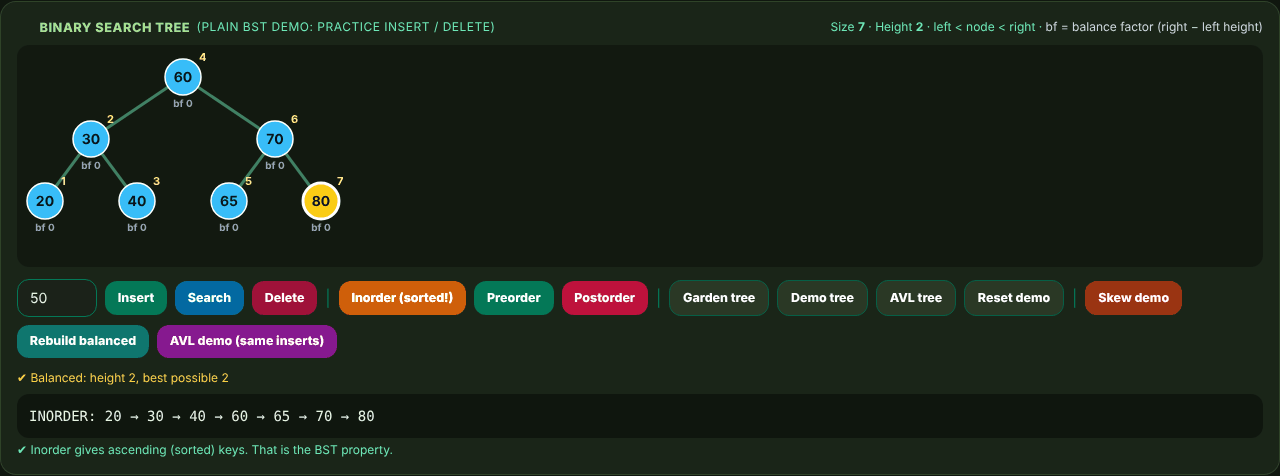 BINARY SEARCH TREE (PLAIN BST DEMO: PRACTICE INSERT / DELETE) Size 7 · Height 2 · left < node < right · bf = balance factor (right − left height)
4
60
bf 0
2 6
30 70
bf 0 bf 0
1 3 5 7
20 40 65 80
bf 0 bf 0 bf 0 bf 0
50 Insert Search Delete Inorder (sorted!) Preorder Postorder Garden tree Demo tree AVL tree Reset demo Skew demo
Rebuild balanced AVL demo (same inserts)
✔ Balanced: height 2, best possible 2
INORDER: 20 → 30 → 40 → 60 → 65 → 70 → 80
✔ Inorder gives ascending (sorted) keys. That is the BST property.